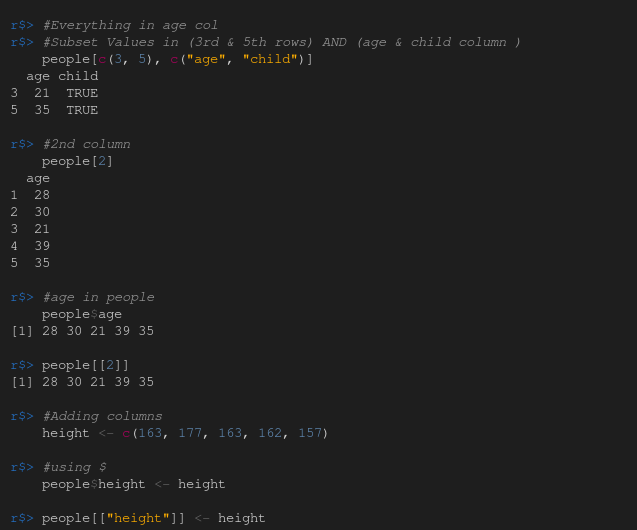 r$> #Everything in age col
r$> #Subset Values in (3rd & 5th rows) AND (age & child column )
    people[c(3, 5), c("age", "child")]
  age child
3  21  TRUE
5  35  TRUE
r$> #2nd column
    people[2]
  age
1  28
2  30
3  21
4  39
5  35
r$> #age in people
    people$age
[1] 28 30 21 39 35
r$> people[[2]]
[1] 28 30 21 39 35
r$> #Adding columns
    height <- c(163, 177, 163, 162, 157)
r$> #using $
    people$height <- height
r$> people[["height"]] <- height